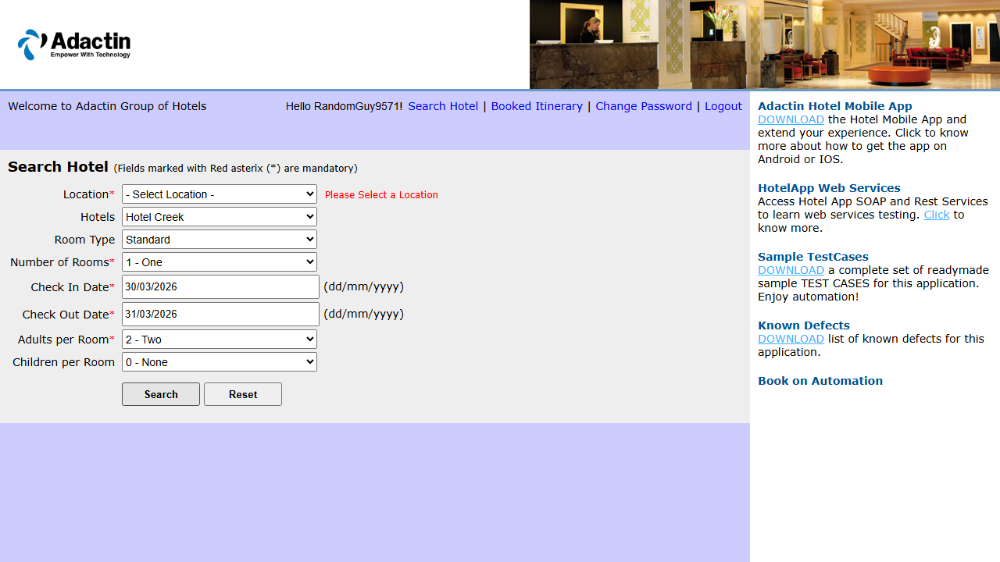 Adactin
Empower With Technology
Welcome to Adactin Group of Hotels
Hello RandomGuy9571! Search Hotel | Booked Itinerary | Change Password | Logout
Search Hotel (Fields marked with Red asterix (*) are mandatory)
Location* - Select Location - Please Select a Location
Hotels Hotel Creek
Room Type Standard
Number of Rooms* 1 - One
Check In Date* 30/03/2026 (dd/mm/yyyy)
Check Out Date* 31/03/2026 (dd/mm/yyyy)
Adults per Room* 2 - Two
Children per Room 0 - None
Search Reset
Adactin Hotel Mobile App
DOWNLOAD the Hotel Mobile App and
extend your experience. Click to know
more about how to get the app on
Android or IOS.
HotelApp Web Services
Access Hotel App SOAP and Rest Services
to learn web services testing. Click to
know more.
Sample TestCases
DOWNLOAD a complete set of readymade
sample TEST CASES for this application.
Enjoy automation!
Known Defects
DOWNLOAD list of known defects for this
application.
Book on Automation